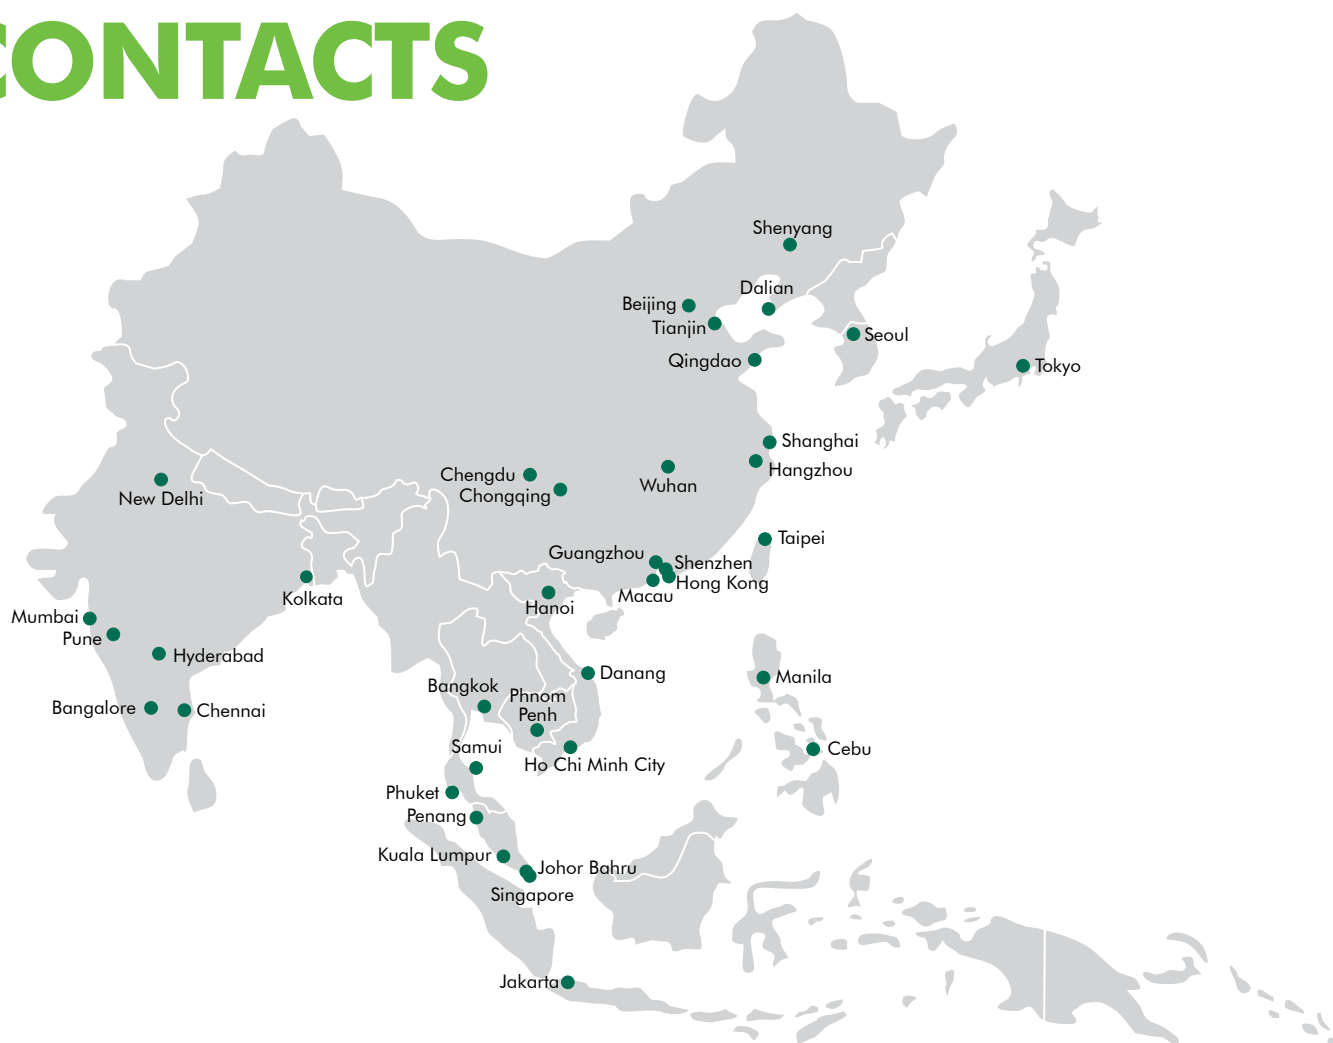 CONTACTS
Shenyang
Dalian
Beijing
Tianjin
Seoul
Qingdao
Tokyo
Shanghai
Hangzhou
Chengdu
Chongqing
Wuhan
New Delhi
Taipei
Guangzhou
Shenzhen
Hong Kong
Macau
Kolkata
Hanoi
Mumbai
Pune
Hyderabad
Danang
Manila
Bangkok
Phnom
Penh
Bangalore
Chennai
Samui
Cebu
Ho Chi Minh City
Phuket
Penang
Kuala Lumpur
Johor Bahru
Singapore
Jakarta